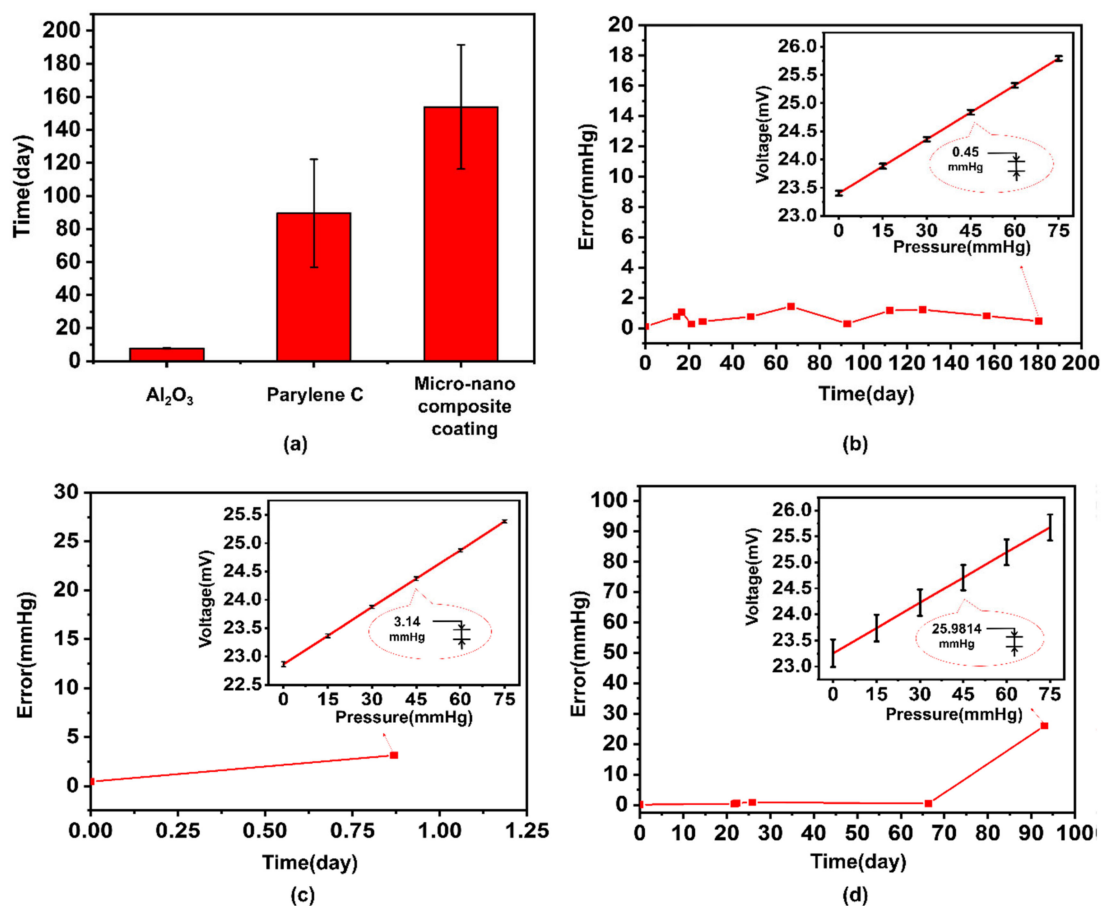 200
180
160
140
120
100
80
60
40
20
0
Time(day)
Al₂O₃
Parylene C
Micro-nano
composite
coating
(a)
20
18
16
14
12
10
8
6
4
2
0
Error(mmHg)
0 20 40 60 80 100 120 140 160 180 200
Time(day)
26.0
25.5
25.0
24.5
24.0
23.5
23.0
Voltage(mV)
0.45
mmHg
0 15 30 45 60 75
Pressure(mmHg)
(b)
30
25
20
15
10
5
0
Error(mmHg)
0.00 0.25 0.50 0.75 1.00 1.25
Time(day)
25.5
25.0
24.5
24.0
23.5
23.0
22.5
Voltage(mV)
3.14
mmHg
0 15 30 45 60 75
Pressure(mmHg)
(c)
100
90
80
70
60
50
40
30
20
10
0
Error(mmHg)
0 10 20 30 40 50 60 70 80 90 100
Time(day)
26.0
25.5
25.0
24.5
24.0
23.5
23.0
Voltage(mV)
25.9814
mmHg
0 15 30 45 60 75
Pressure(mmHg)
(d)